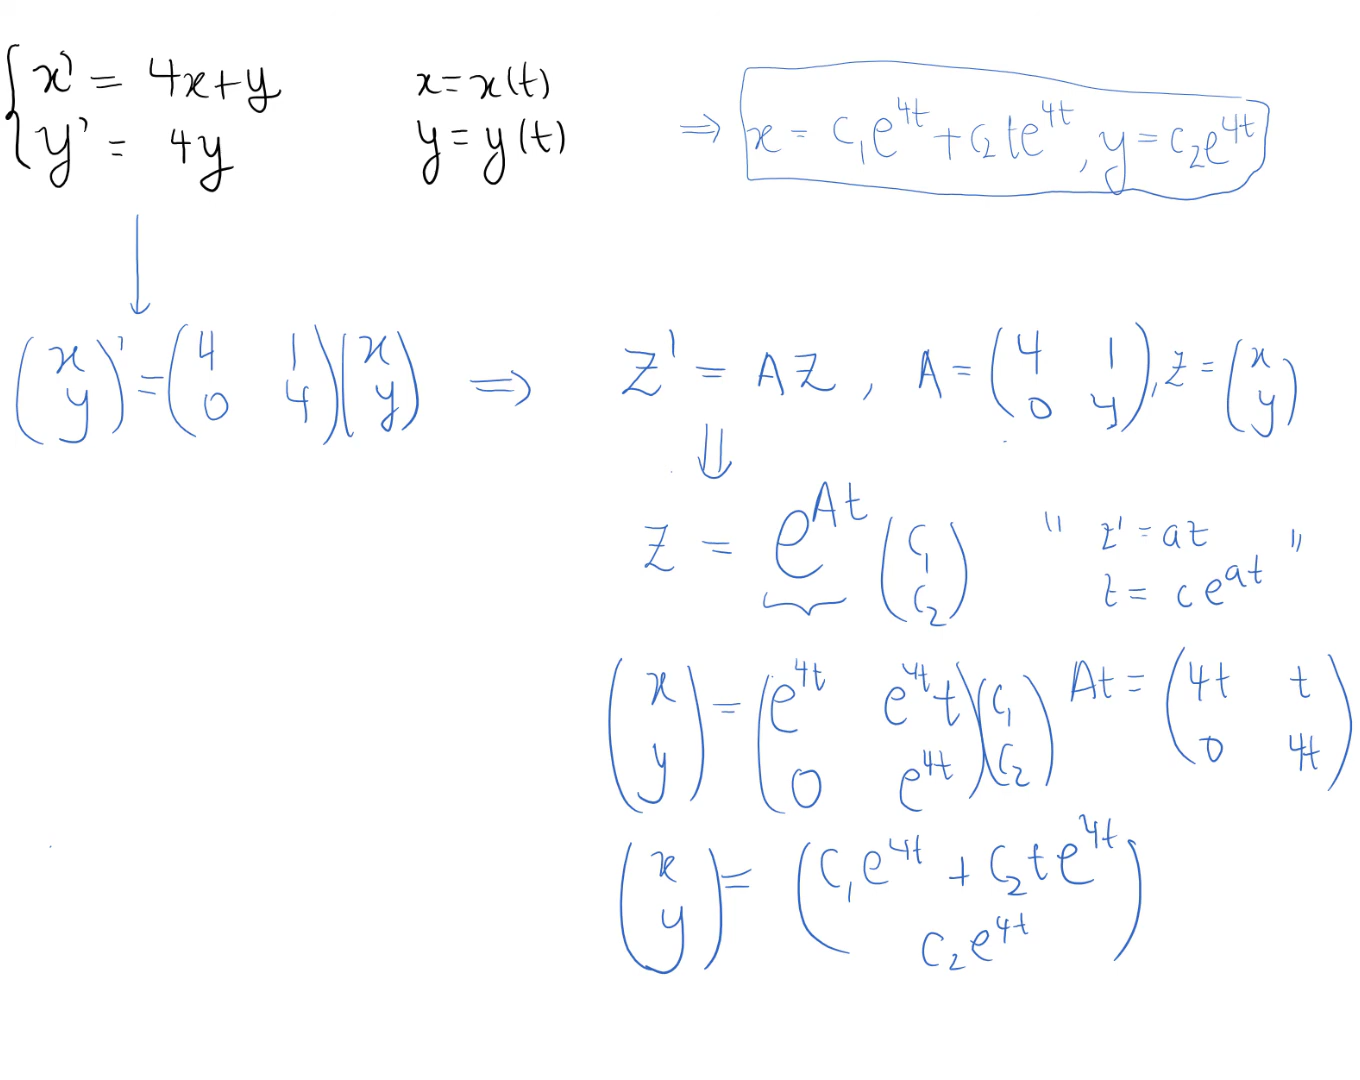 { x' = 4x+y    x = x(t)
y' = 4y    y = y(t)
⇒ x = c₁e^{4t} + c₂te^{4t}, y = c₂e^{4t}
↓
(x y)' = (4 1 0 4)(x y) ⇒ Z' = AZ, A = (4 1 0 4), Z = (x y)
⇓
Z = e^{At} (c₁ c₂)    " z' = at
t = ce^{at} "
(x y) = (e^{4t} e^{4t}t 0 e^{4t})(c₁ c₂)    At = (4t t 0 4t)
(x y) = (c₁e^{4t} + c₂te^{4t} c₂e^{4t})